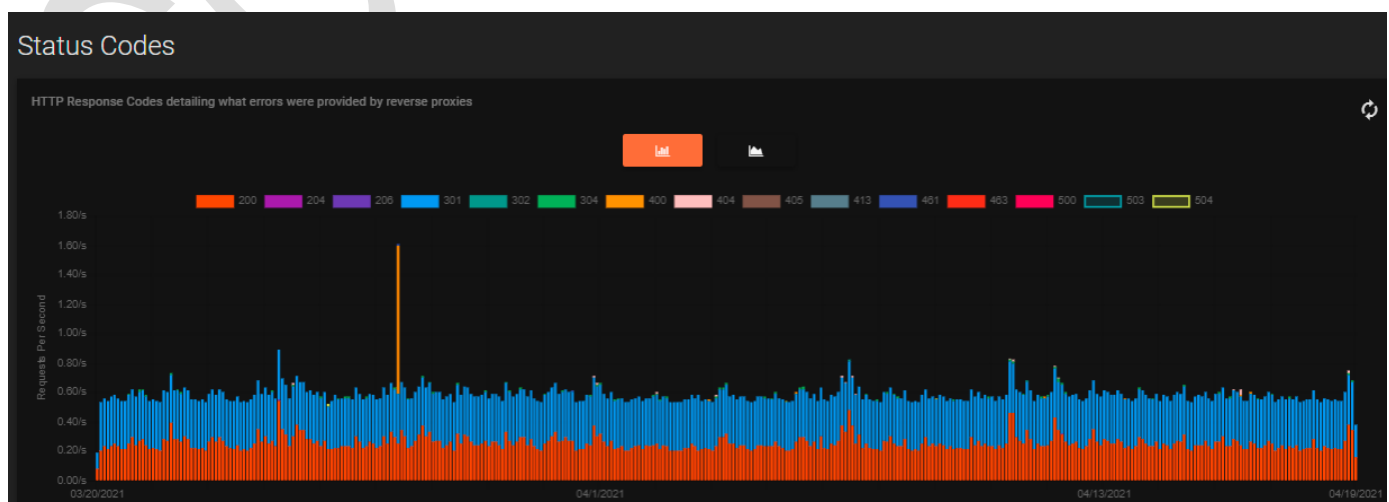 Status Codes
HTTP Response Codes detailing what errors were provided by reverse proxies
200 204 206 301 302 304 400 404 405 413 461 463 500 503 504
1.80/s
1.60/s
1.40/s
1.20/s
1.00/s
0.80/s
0.60/s
0.40/s
0.20/s
0.00/s
Requests Per Second
03/20/2021 04/1/2021 04/13/2021 04/19/2021